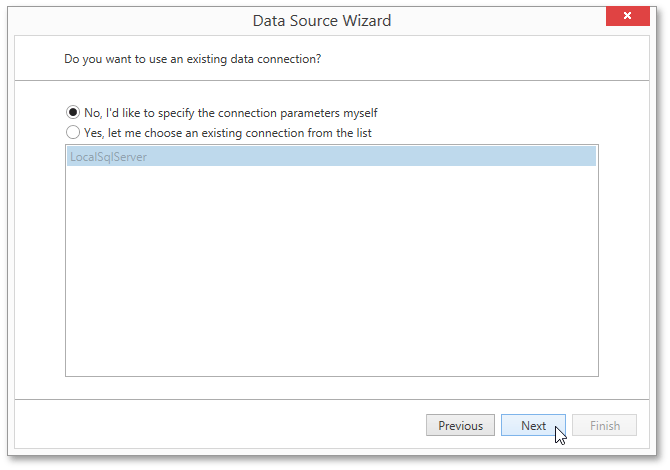 Data Source Wizard
Do you want to use an existing data connection?
No, I'd like to specify the connection parameters myself
Yes, let me choose an existing connection from the list
LocalSqlServer
Previous Next Finish